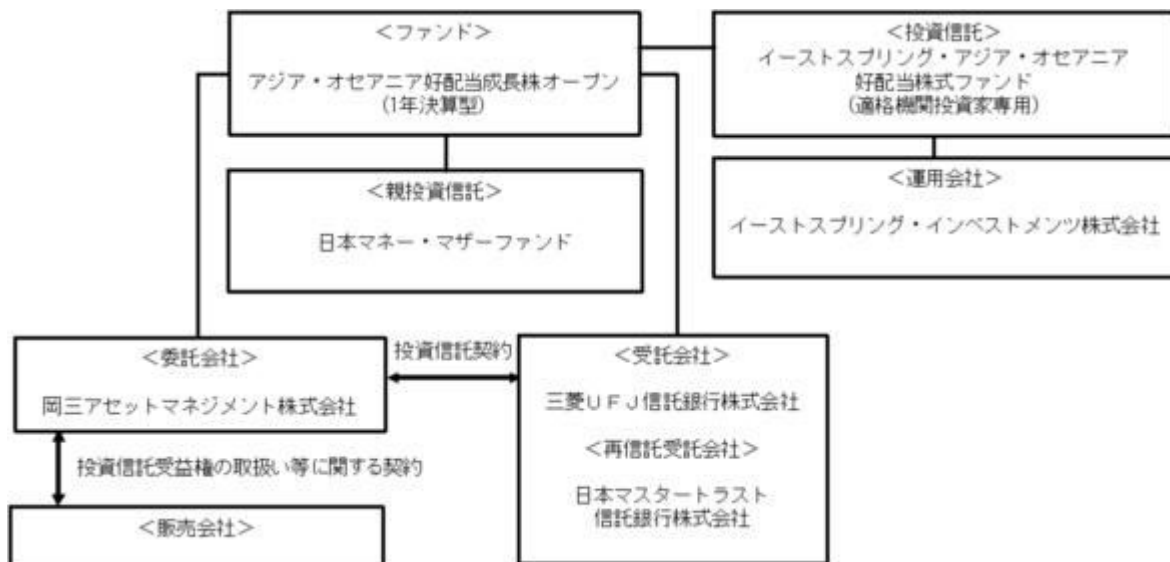 <ファンド>
アジア・オセアニア好配当成長株オープン
(1年決算型)
<投資信託>
イーストスプリング・アジア・オセアニア
好配当株式ファンド
(適格機関投資家専用)
<親投資信託>
日本マネー・マザーファンド
<運用会社>
イーストスプリング・インベストメンツ株式会社
<委託会社>
岡三アセットマネジメント株式会社
投資信託契約
<受託会社>
三菱UFJ信託銀行株式会社
<再信託受託会社>
日本マスタートラスト
信託銀行株式会社
投資信託受益権の取扱い等に関する契約
<販売会社>